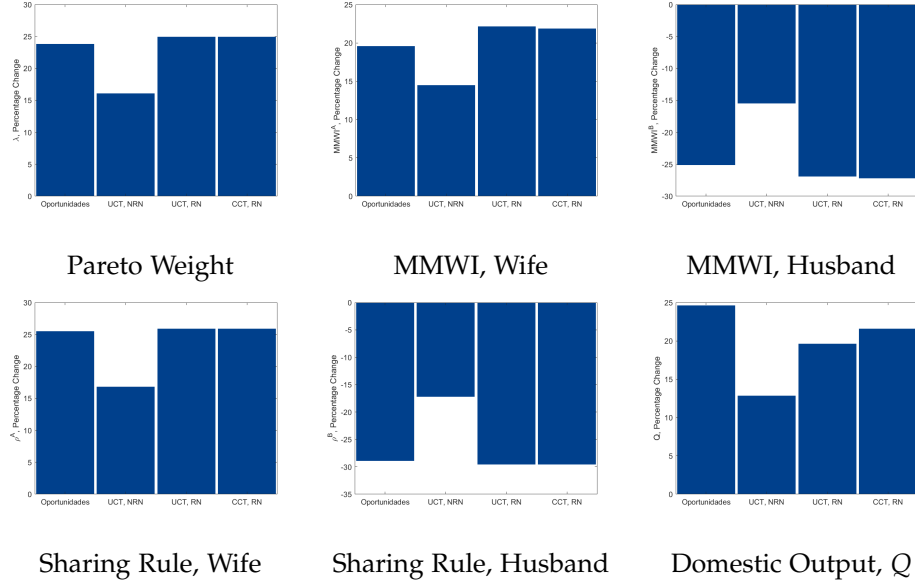 30
25
20
15
10
5
0
λ, Percentage Change
Oportunidades UCT, NRN UCT, RN CCT, RN
Pareto Weight
25
20
15
10
5
0
MMWI^A, Percentage Change
Oportunidades UCT, NRN UCT, RN CCT, RN
MMWI, Wife
0
-5
-10
-15
-20
-25
-30
MMWI^B, Percentage Change
Oportunidades UCT, NRN UCT, RN CCT, RN
MMWI, Husband
30
25
20
15
10
5
0
ρ^A, Percentage Change
Oportunidades UCT, NRN UCT, RN CCT, RN
Sharing Rule, Wife
0
-5
-10
-15
-20
-25
-30
-35
ρ^B, Percentage Change
Oportunidades UCT, NRN UCT, RN CCT, RN
Sharing Rule, Husband
25
20
15
10
5
0
Q, Percentage Change
Oportunidades UCT, NRN UCT, RN CCT, RN
Domestic Output, Q